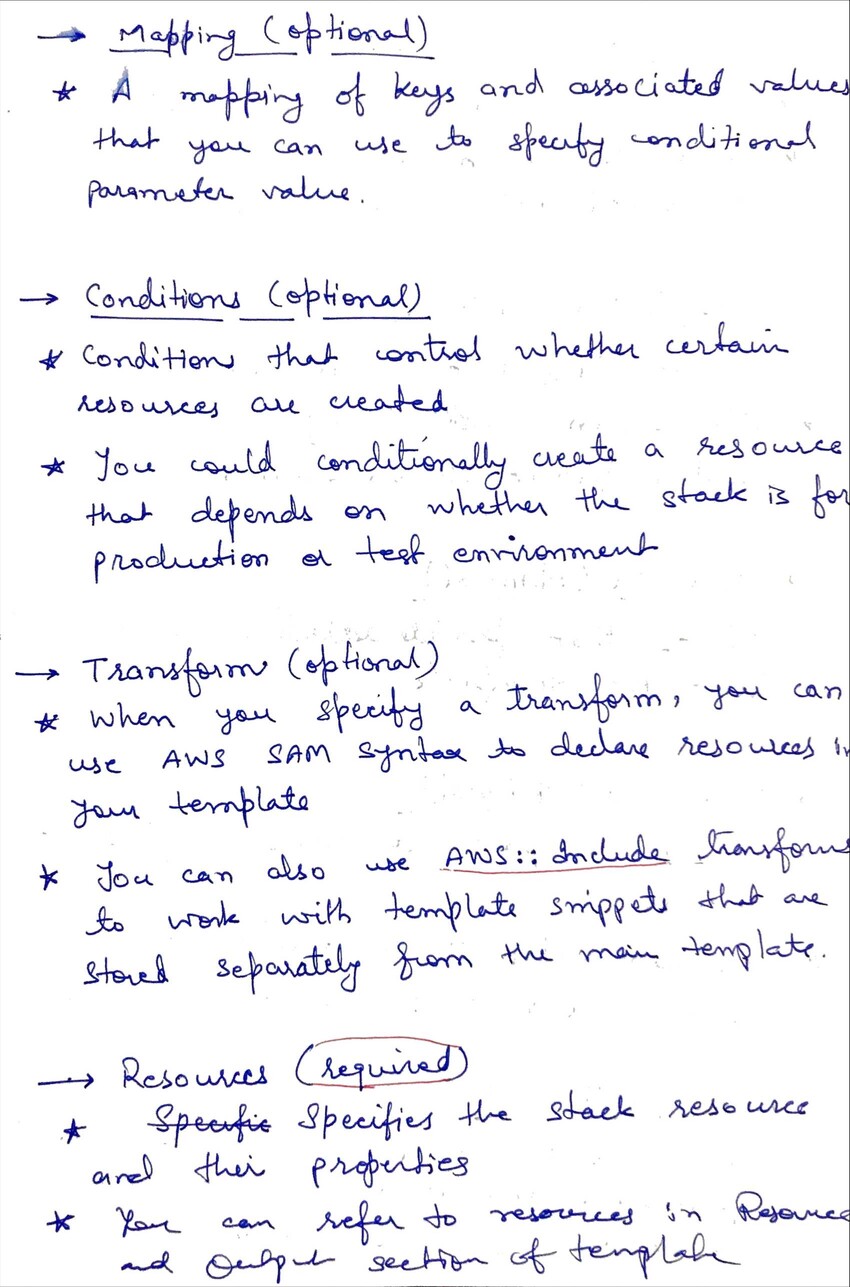 → Mapping (optional)
* A mapping of keys and associated values
that you can use to specify conditional
parameter value.
→ Conditions (optional)
* Conditions that control whether certain
resources are created
* You could conditionally create a resource
that depends on whether the stack is for
production or test environment
→ Transform (optional)
* When you specify a transform, you can
use AWS SAM Syntax to declare resources in
your template
* You can also use AWS::Include transforms
to work with template snippets that are
stored separately from the main template.
→ Resources (required)
* Specific Specifies the stack resource
and their properties
* You can refer to resources in Resource
and Output section of template